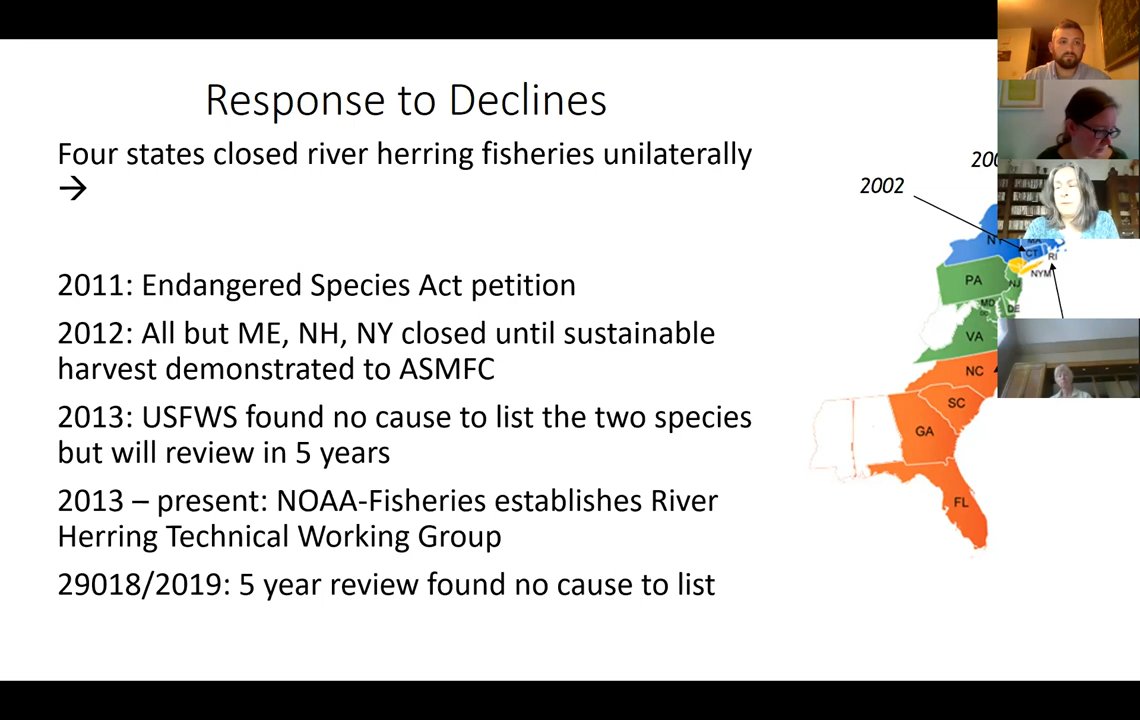 Response to Declines
Four states closed river herring fisheries unilaterally
→
2011: Endangered Species Act petition
2012: All but ME, NH, NY closed until sustainable
harvest demonstrated to ASMFC
2013: USFWS found no cause to list the two species
but will review in 5 years
2013 – present: NOAA-Fisheries establishes River
Herring Technical Working Group
29018/2019: 5 year review found no cause to list
2002
MA
CT
RI
NYM
PA
NJ
MD
DE
VA
NC
SC
GA
FL